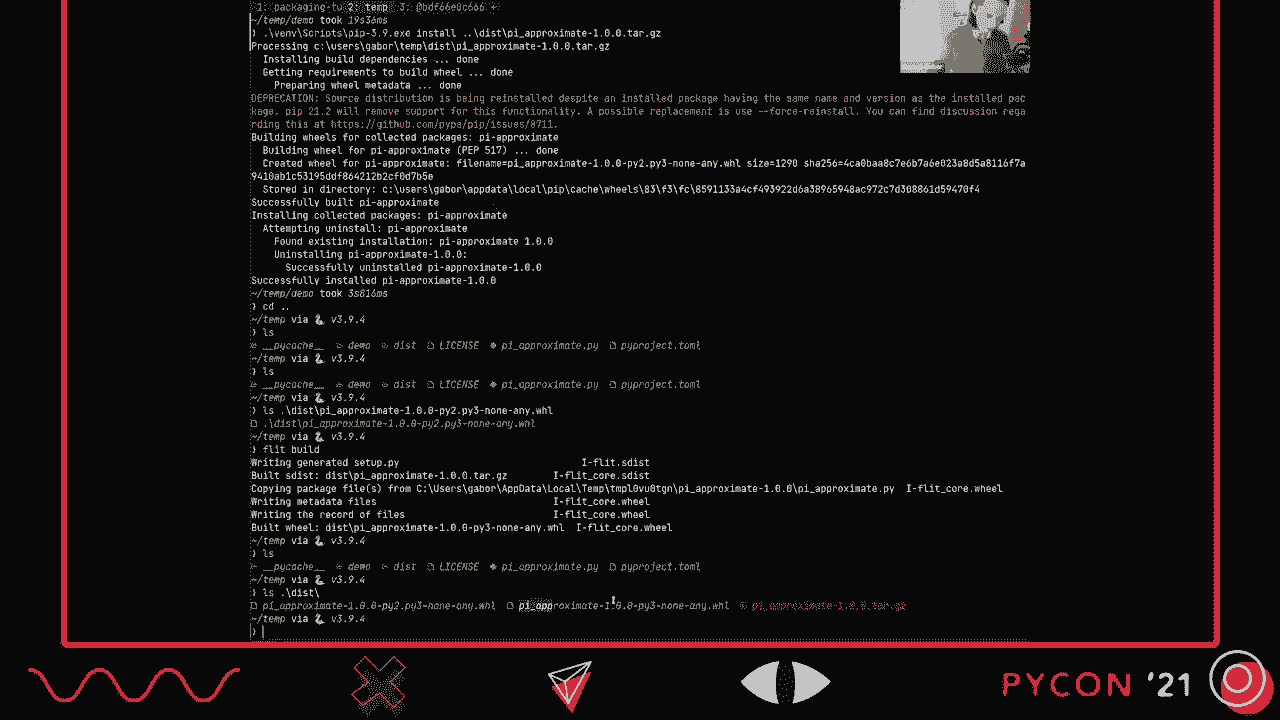 1: packaging-tu 2: temp 3: @bdf66e0c666 +
~/temp/demo took 19s36ms
❯ .\venv\Scripts\pip-3.9.exe install ..\dist\pi_approximate-1.0.0.tar.gz
Processing c:\users\gabor\temp\dist\pi_approximate-1.0.0.tar.gz
Installing build dependencies ... done
Getting requirements to build wheel ... done
Preparing wheel metadata ... done
DEPRECATION: Source distribution is being reinstalled despite an installed package having the same name and version as the installed pac
kage. pip 21.2 will remove support for this functionality. A possible replacement is use --force-reinstall. You can find discussion rega
rding this at https://github.com/pypa/pip/issues/8711.
Building wheels for collected packages: pi-approximate
Building wheel for pi-approximate (PEP 517) ... done
Created wheel for pi-approximate: filename=pi_approximate-1.0.0-py2.py3-none-any.whl size=1290 sha256=4ca0baa8c7e6b7a6e023a8d5a8116f7a
9410ab1c53195ddf864212b2cf0d7b5e
Stored in directory: c:\users\gabor\appdata\local\pip\cache\wheels\83\f3\fc\8591133a4cf493922d6a38965948ac972c7d308861d59470f4
Successfully built pi-approximate
Installing collected packages: pi-approximate
Attempting uninstall: pi-approximate
Found existing installation: pi-approximate 1.0.0
Uninstalling pi-approximate-1.0.0:
Successfully uninstalled pi-approximate-1.0.0
Successfully installed pi-approximate-1.0.0
~/temp/demo took 3s816ms
❯ cd ..
~/temp via 🐍 v3.9.4
❯ ls
__pycache__ demo dist LICENSE pi_approximate.py pyproject.toml
~/temp via 🐍 v3.9.4
❯ ls
__pycache__ demo dist LICENSE pi_approximate.py pyproject.toml
~/temp via 🐍 v3.9.4
❯ ls .\dist\pi_approximate-1.0.0-py2.py3-none-any.whl
.\dist\pi_approximate-1.0.0-py2.py3-none-any.whl
~/temp via 🐍 v3.9.4
❯ flit build
Writing generated setup.py I-flit.sdist
Built sdist: dist\pi_approximate-1.0.0.tar.gz I-flit_core.sdist
Copying package file(s) from C:\Users\gabor\AppData\Local\Temp\tmpl0vu0tgn\pi_approximate-1.0.0\pi_approximate.py I-flit_core.wheel
Writing metadata files I-flit_core.wheel
Writing the record of files I-flit_core.wheel
Built wheel: dist\pi_approximate-1.0.0-py3-none-any.whl I-flit_core.wheel
~/temp via 🐍 v3.9.4
❯ ls
__pycache__ demo dist LICENSE pi_approximate.py pyproject.toml
~/temp via 🐍 v3.9.4
❯ ls .\dist\
pi_approximate-1.0.0-py2.py3-none-any.whl pi_approximate-1.0.0-py3-none-any.whl pi_approximate-1.0.0.tar.gz
~/temp via 🐍 v3.9.4
❯
PYCON '21